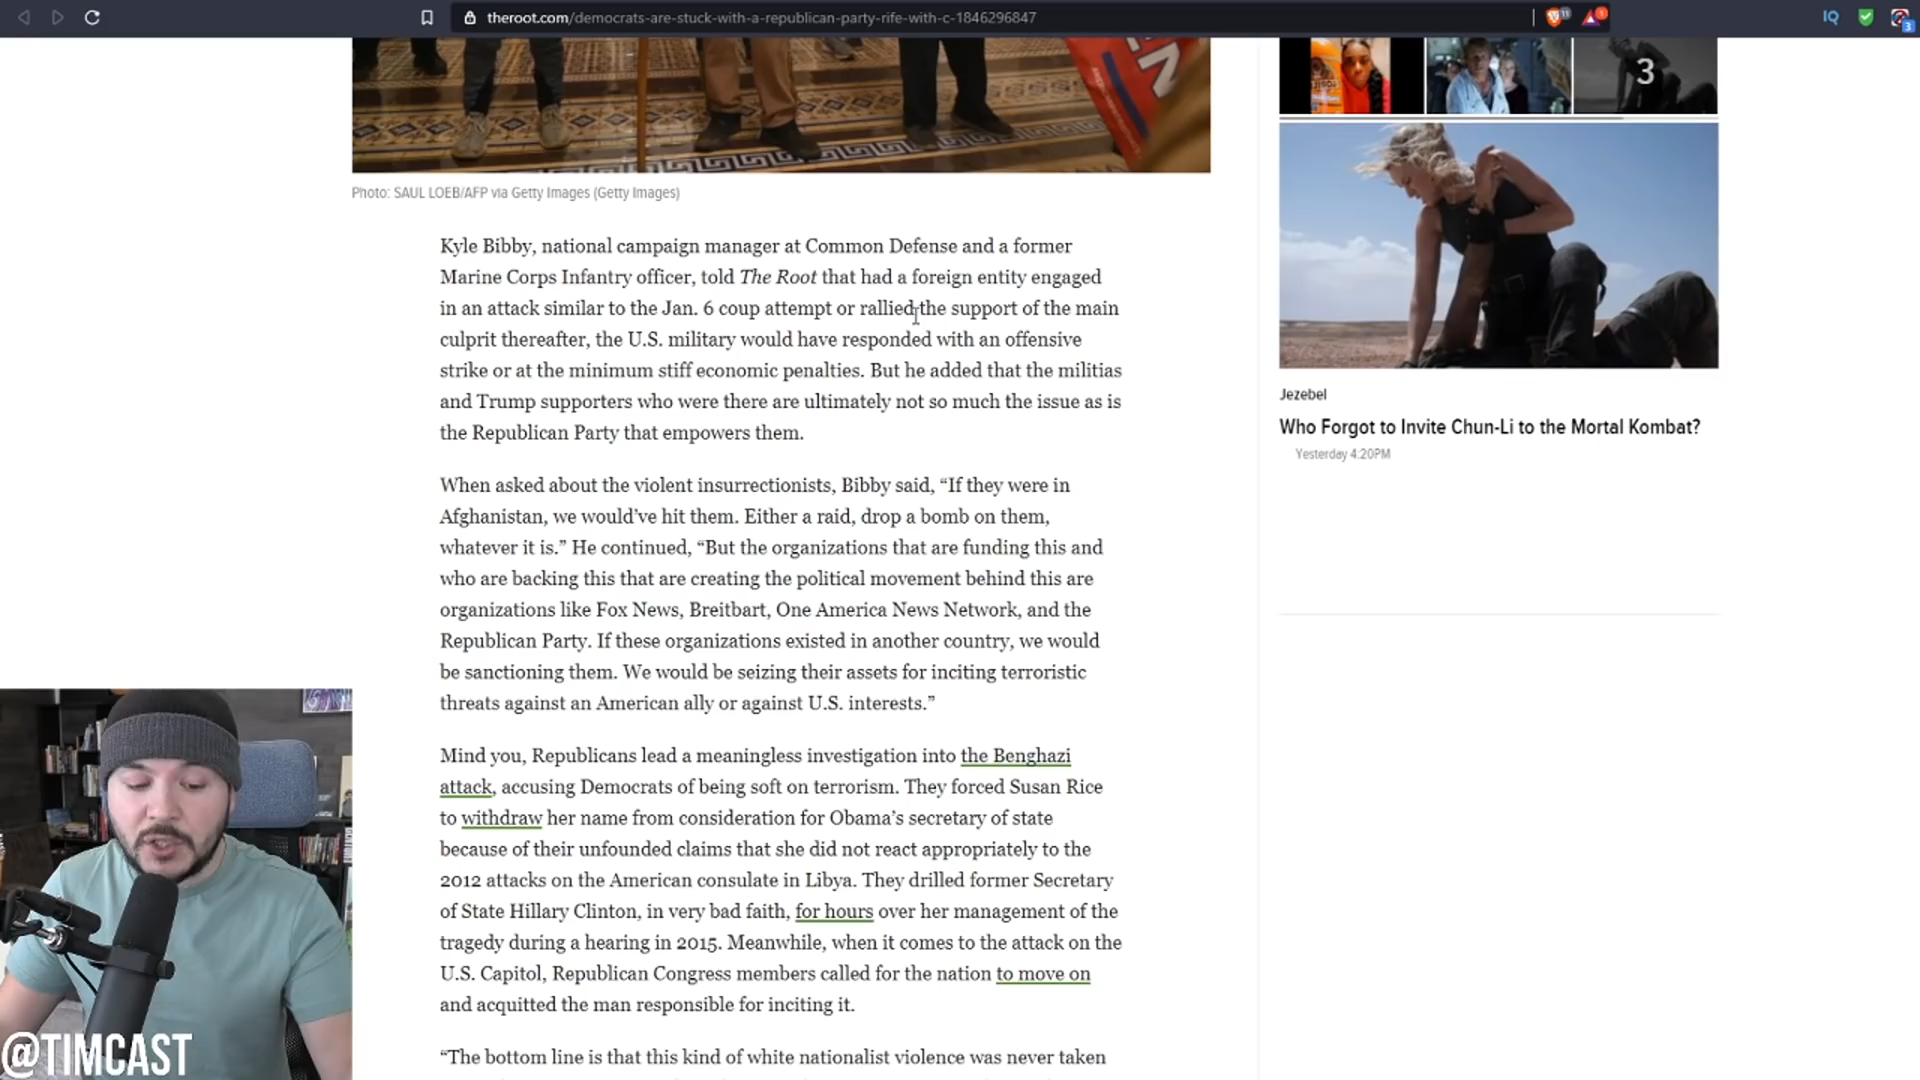 theroot.com/democrats-are-stuck-with-a-republican-party-rife-with-c-1846296847
11
1
IQ
3
3
Photo: SAUL LOEB/AFP via Getty Images (Getty Images)
Kyle Bibby, national campaign manager at Common Defense and a former
Marine Corps Infantry officer, told The Root that had a foreign entity engaged
in an attack similar to the Jan. 6 coup attempt or rallied the support of the main
culprit thereafter, the U.S. military would have responded with an offensive
strike or at the minimum stiff economic penalties. But he added that the militias
and Trump supporters who were there are ultimately not so much the issue as is
the Republican Party that empowers them.
When asked about the violent insurrectionists, Bibby said, “If they were in
Afghanistan, we would’ve hit them. Either a raid, drop a bomb on them,
whatever it is.” He continued, “But the organizations that are funding this and
who are backing this that are creating the political movement behind this are
organizations like Fox News, Breitbart, One America News Network, and the
Republican Party. If these organizations existed in another country, we would
be sanctioning them. We would be seizing their assets for inciting terroristic
threats against an American ally or against U.S. interests.”
Mind you, Republicans lead a meaningless investigation into the Benghazi
attack, accusing Democrats of being soft on terrorism. They forced Susan Rice
to withdraw her name from consideration for Obama’s secretary of state
because of their unfounded claims that she did not react appropriately to the
2012 attacks on the American consulate in Libya. They drilled former Secretary
of State Hillary Clinton, in very bad faith, for hours over her management of the
tragedy during a hearing in 2015. Meanwhile, when it comes to the attack on the
U.S. Capitol, Republican Congress members called for the nation to move on
and acquitted the man responsible for inciting it.
“The bottom line is that this kind of white nationalist violence was never taken
Jezebel
Who Forgot to Invite Chun-Li to the Mortal Kombat?
Yesterday 4:20PM
@TIMCAST